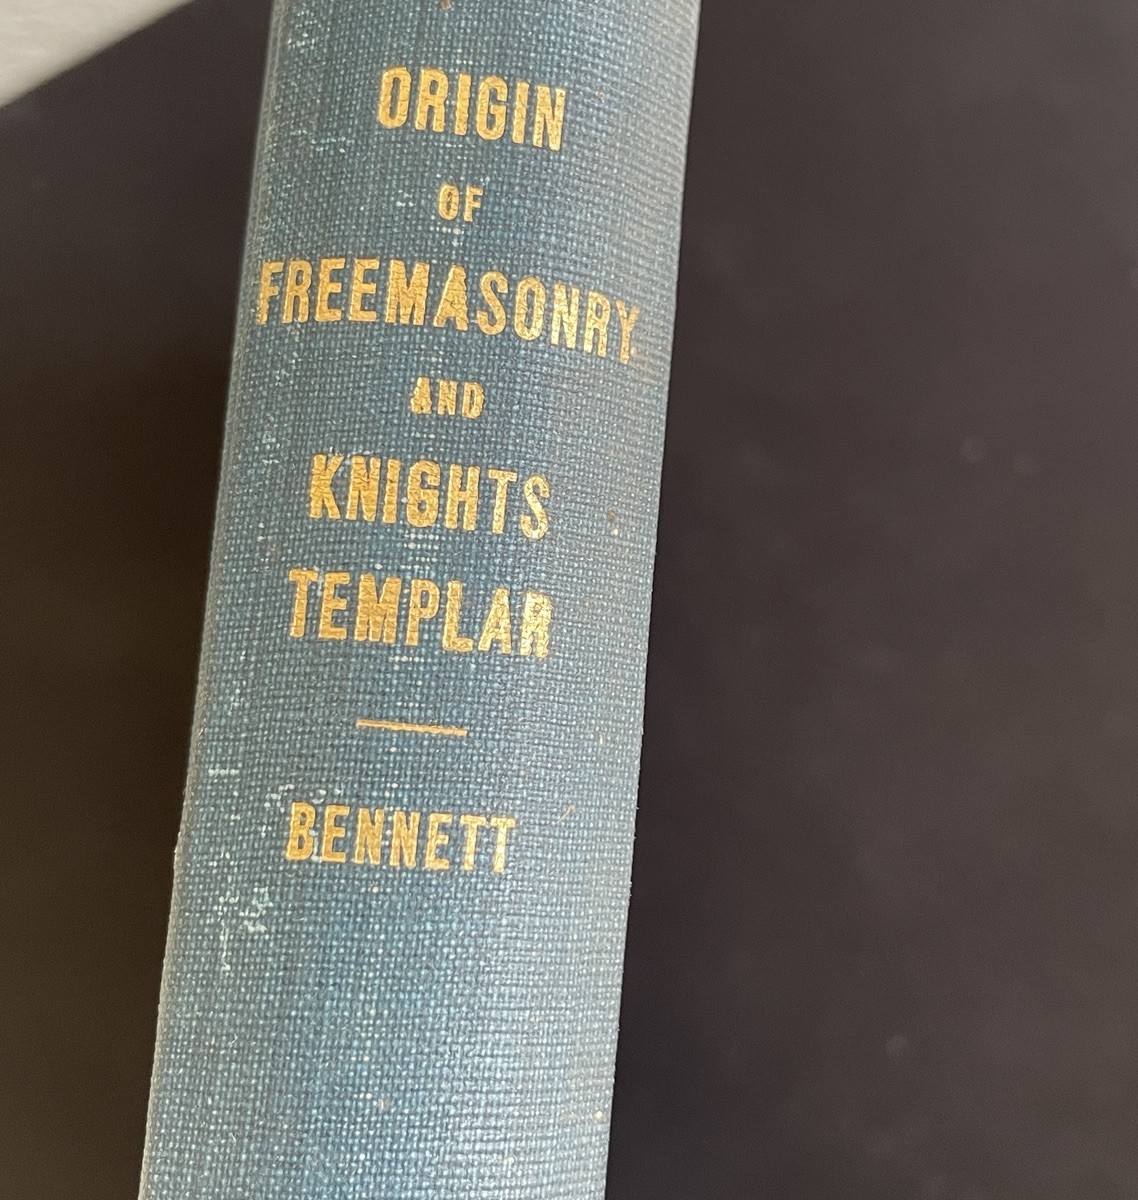 ORIGIN
OF
FREEMASONRY
AND
KNIGHTS
TEMPLAR
BENNETT